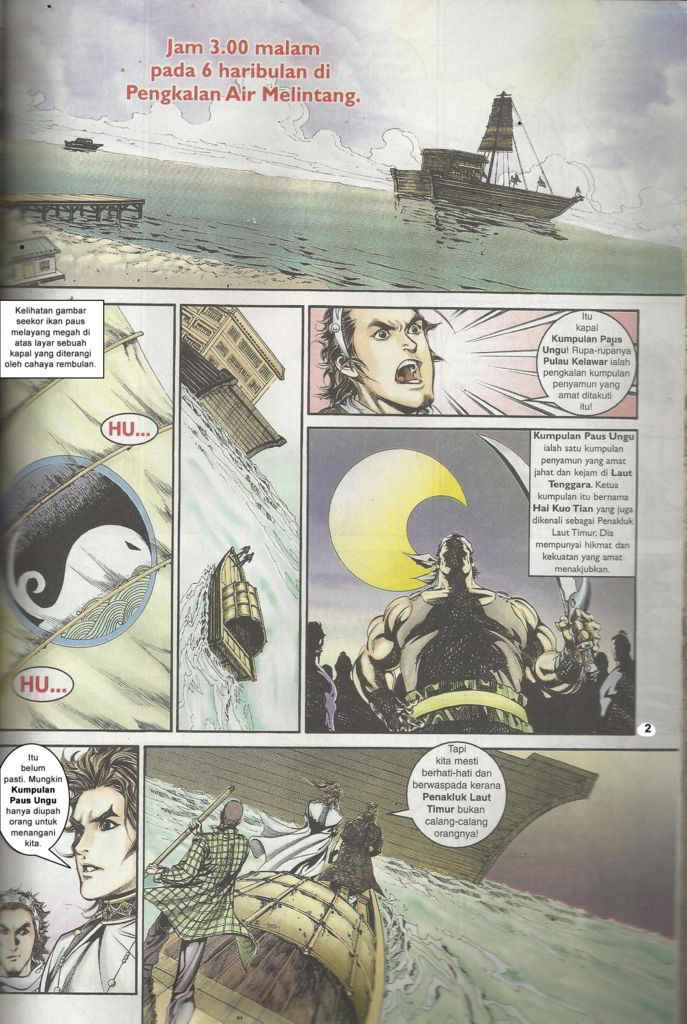 Jam 3.00 malam
pada 6 haribulan di
Pengkalan Air Melintang.
Kelihatan gambar
seekor ikan paus
melayang megah di
atas layar sebuah
kapal yang diterangi
oleh cahaya rembulan.
HU...
HU...
Itu
kapal
Kumpulan Paus
Ungu! Rupa-rupanya
Pulau Kelawar ialah
pengkalan kumpulan
penyamun yang
amat ditakuti
itu!
Kumpulan Paus Ungu
ialah satu kumpulan
penyamun yang amat
jahat dan kejam di Laut
Tenggara. Ketua
kumpulan itu bernama
Hai Kuo Tian yang juga
dikenali sebagai Penakluk
Laut Timur. Dia
mempunyai hikmat dan
kekuatan yang amat
menakjubkan.
2
Itu
belum
pasti. Mungkin
Kumpulan
Paus Ungu
hanya diupah
orang untuk
menangani
kita.
Tapi
kita mesti
berhati-hati dan
berwaspada kerana
Penakluk Laut
Timur bukan
calang-calang
orangnya!